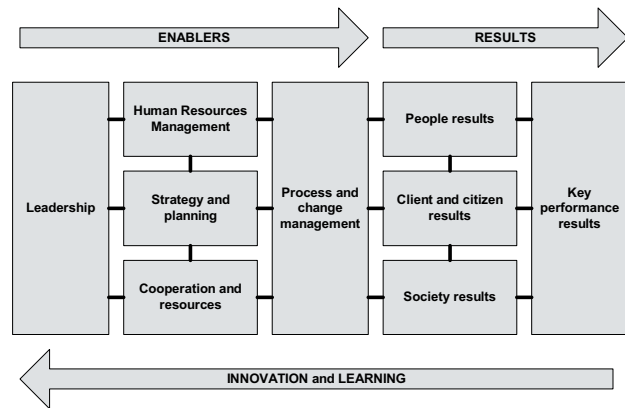 ENABLERS
RESULTS
Leadership
Human Resources
Management
Strategy and
planning
Cooperation and
resources
Process and
change
management
People results
Client and citizen
results
Society results
Key
performance
results
INNOVATION and LEARNING